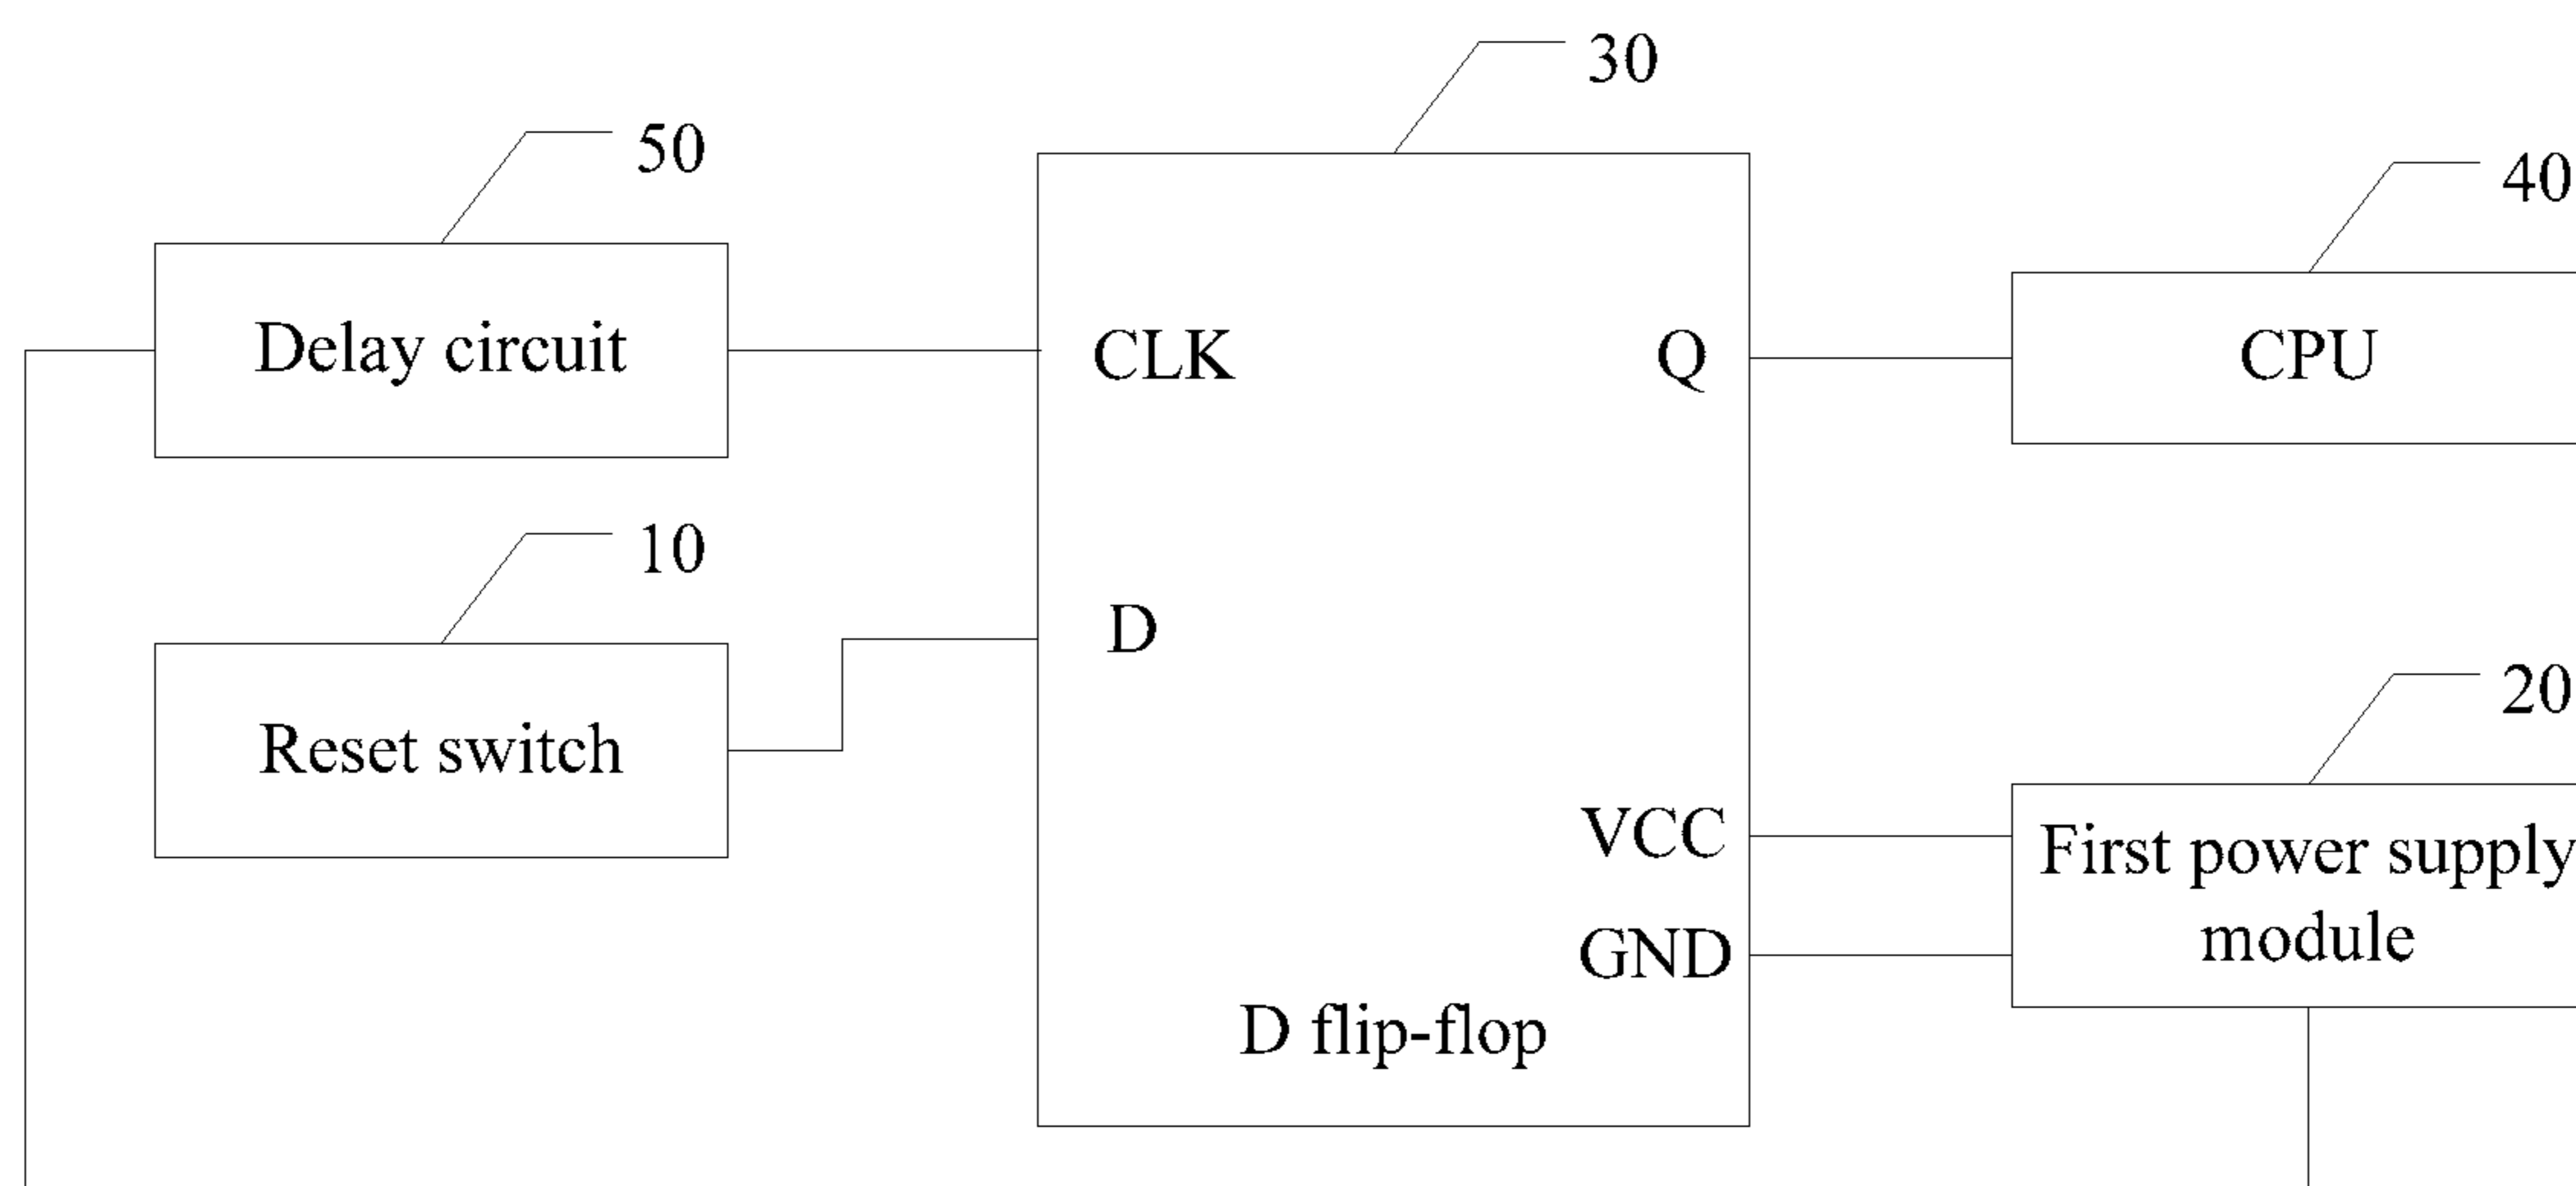 30
50
40
Delay circuit
CLK
Q
CPU
10
D
20
Reset switch
VCC
First power supply
module
GND
D flip-flop